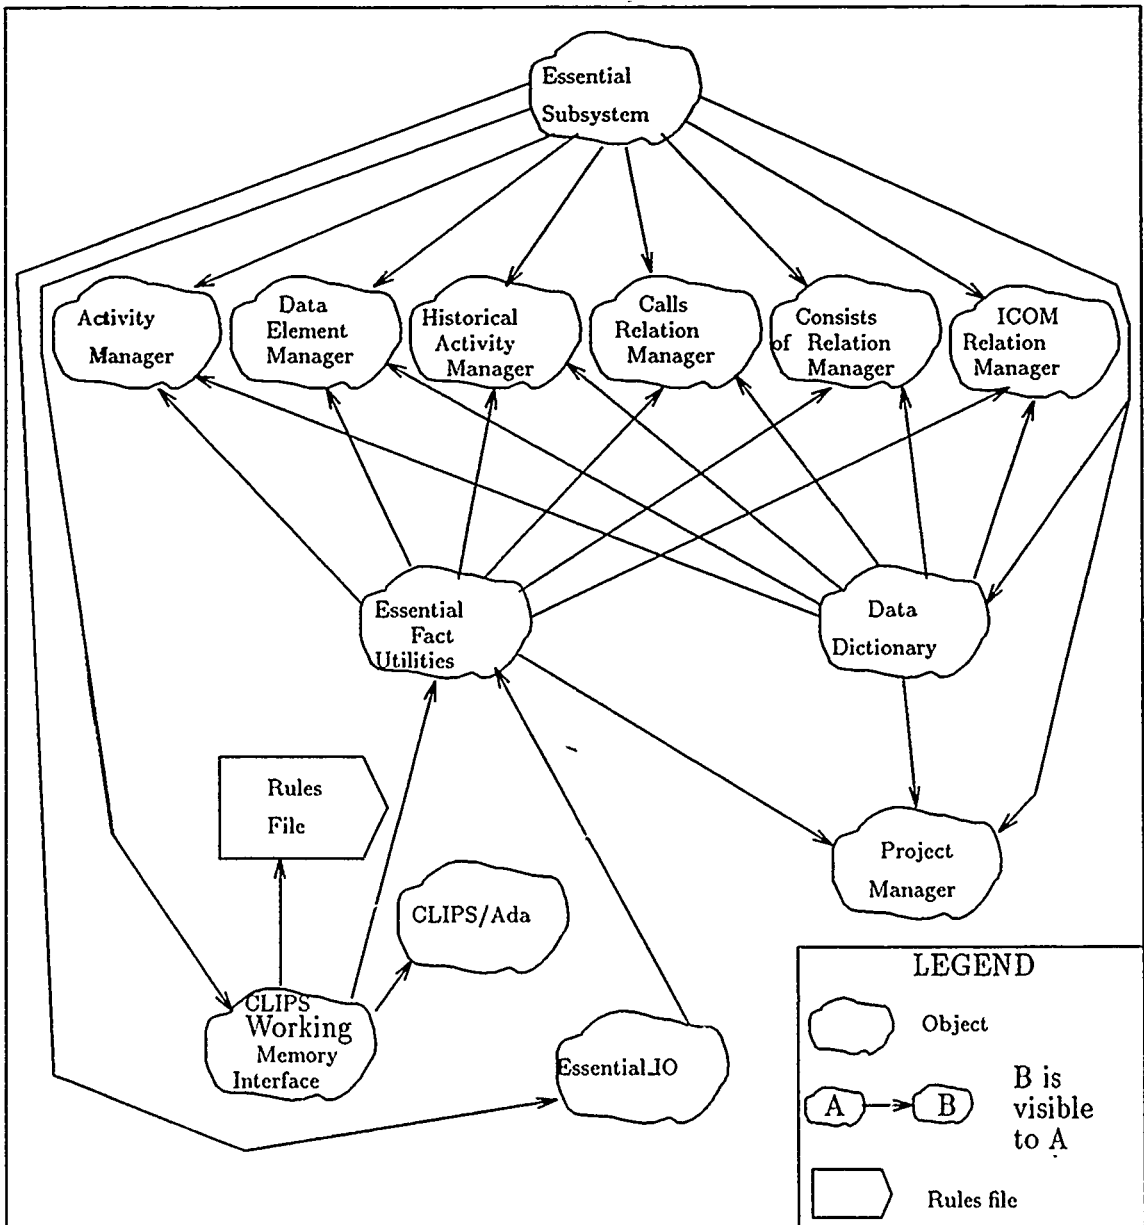 Essential
Subsystem
Activity
Manager
Data
Element
Manager
Historical
Activity
Manager
Calls
Relation
Manager
Consists
of Relation
Manager
ICOM
Relation
Manager
Essential
Fact
Utilities
Data
Dictionary
Rules
File
Project
Manager
CLIPS/Ada
CLIPS
Working
Memory
Interface
Essential_IO
LEGEND
Object
A
B
B is
visible
to A
Rules file